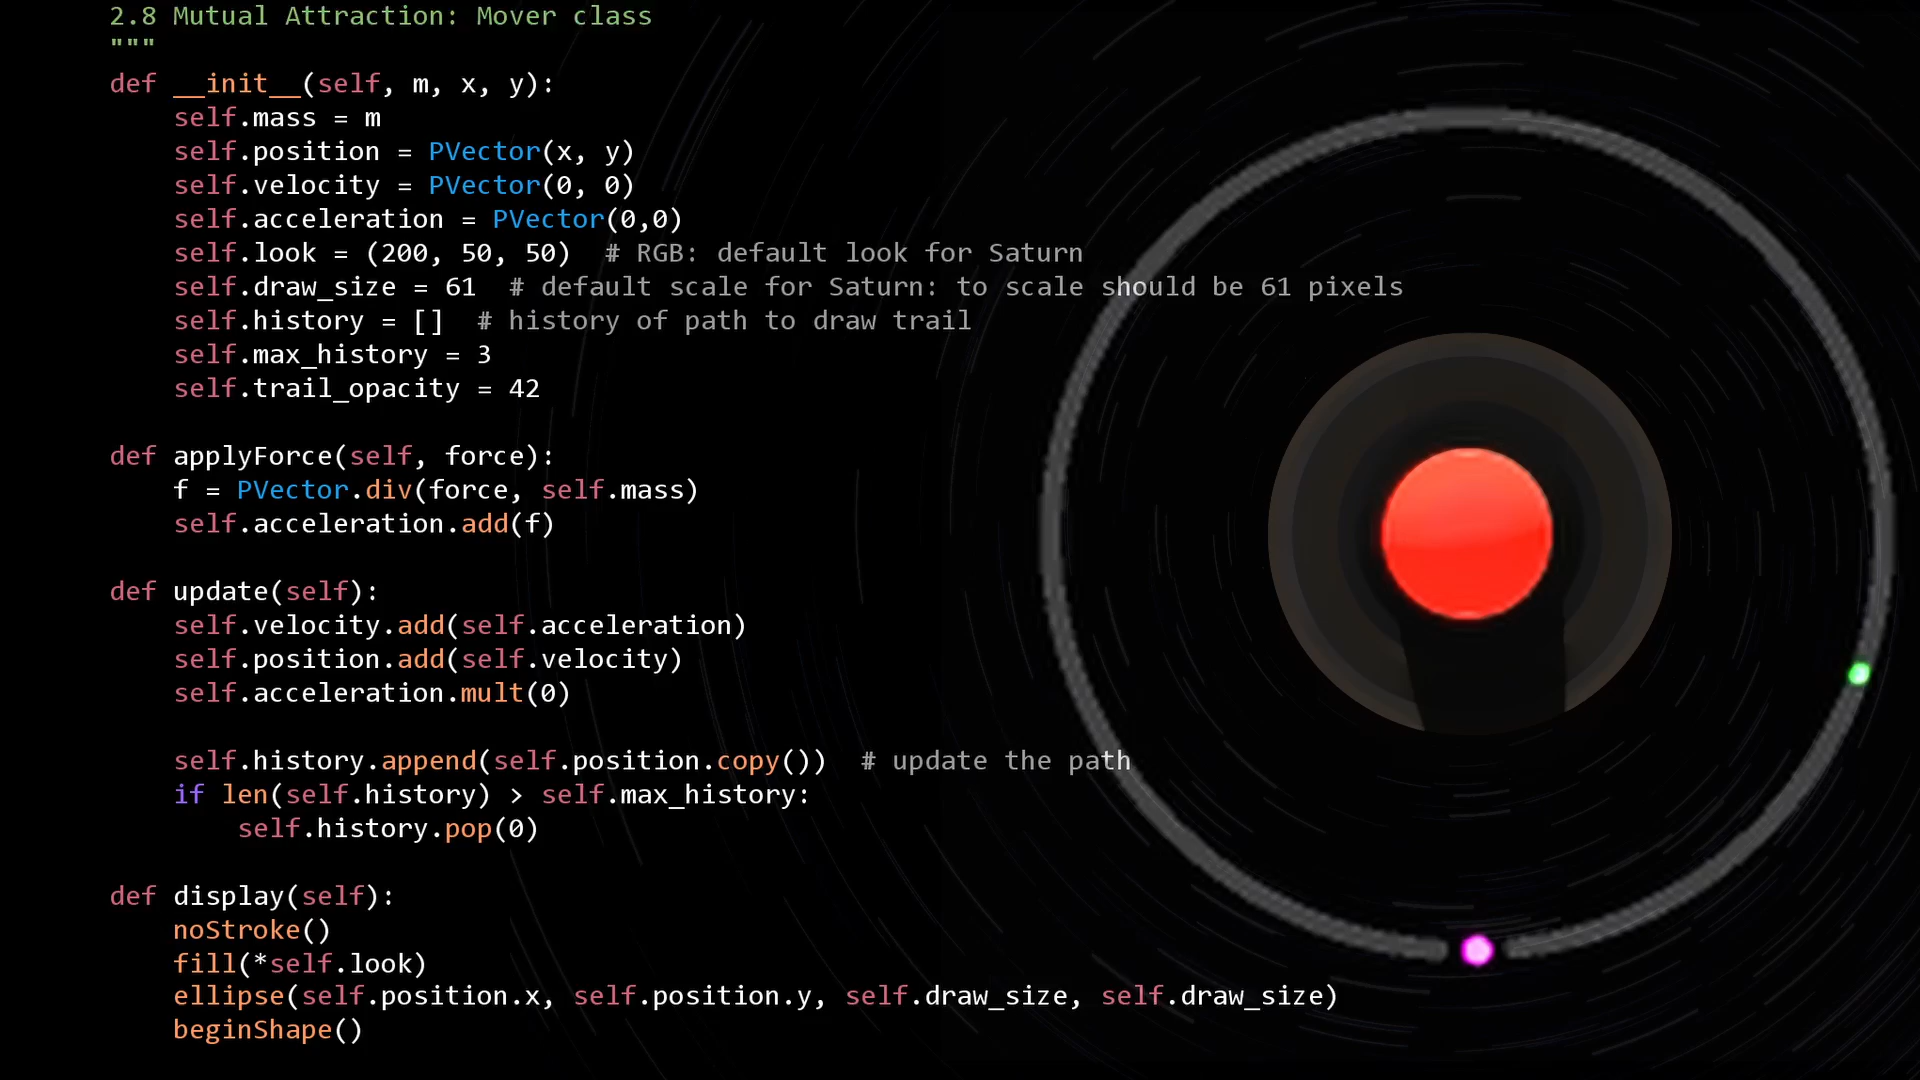 2.8 Mutual Attraction: Mover class
"""
def __init__(self, m, x, y):
self.mass = m
self.position = PVector(x, y)
self.velocity = PVector(0, 0)
self.acceleration = PVector(0,0)
self.look = (200, 50, 50)  # RGB: default look for Saturn
self.draw_size = 61  # default scale for Saturn: to scale should be 61 pixels
self.history = []  # history of path to draw trail
self.max_history = 3
self.trail_opacity = 42
def applyForce(self, force):
f = PVector.div(force, self.mass)
self.acceleration.add(f)
def update(self):
self.velocity.add(self.acceleration)
self.position.add(self.velocity)
self.acceleration.mult(0)
self.history.append(self.position.copy())  # update the path
if len(self.history) > self.max_history:
self.history.pop(0)
def display(self):
noStroke()
fill(*self.look)
ellipse(self.position.x, self.position.y, self.draw_size, self.draw_size)
beginShape()